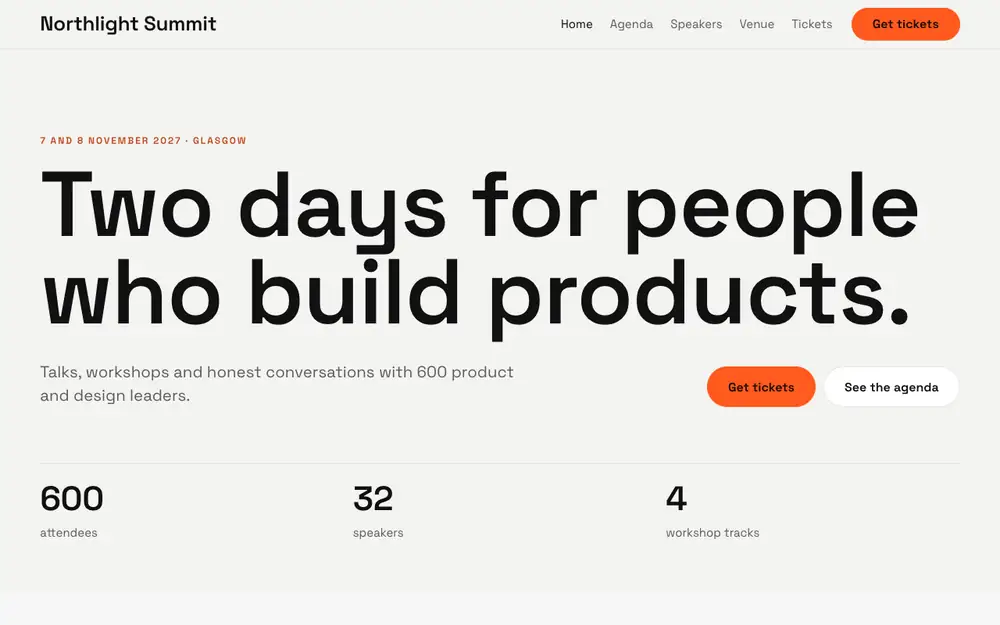 Northlight Summit
Home
Agenda
Speakers
Venue
Tickets
Get tickets
7 AND 8 NOVEMBER 2027 · GLASGOW
Two days for people
who build products.
Talks, workshops and honest conversations with 600 product
and design leaders.
Get tickets
See the agenda
600
attendees
32
speakers
4
workshop tracks